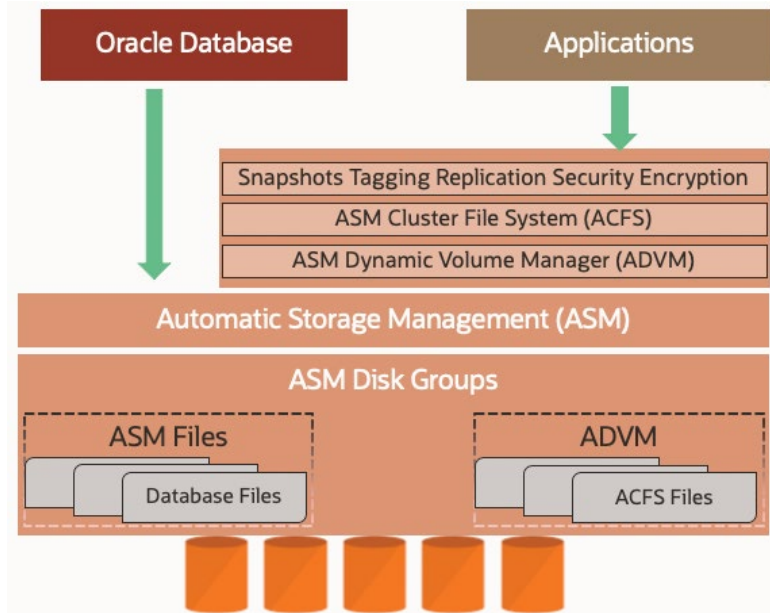 Oracle Database
Applications
Snapshots Tagging Replication Security Encryption
ASM Cluster File System (ACFS)
ASM Dynamic Volume Manager (ADVM)
Automatic Storage Management (ASM)
ASM Disk Groups
ASM Files
Database Files
ADVM
ACFS Files